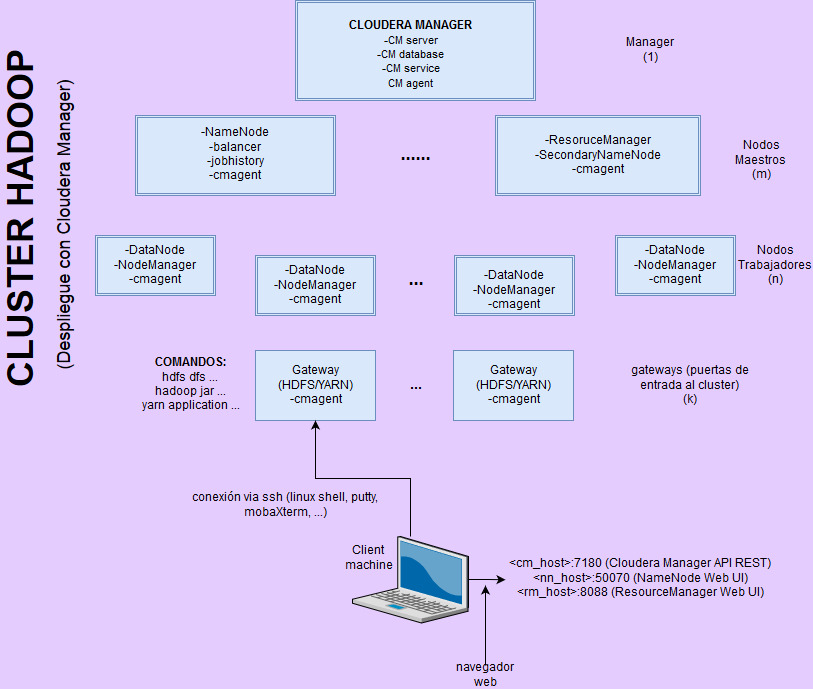 CLUSTER HADOOP
(Despliegue con Cloudera Manager)
CLOUDERA MANAGER
-CM server
-CM database
-CM service
CM agent
Manager
(1)
-NameNode
-balancer
-jobhistory
-cmagent
......
-ResoruceManager
-SecondaryNameNode
-cmagent
Nodos
Maestros
(m)
-DataNode
-NodeManager
-cmagent
-DataNode
-NodeManager
-cmagent
...
-DataNode
-NodeManager
-cmagent
-DataNode
-NodeManager
-cmagent
Nodos
Trabajadores
(n)
COMANDOS:
hdfs dfs ...
hadoop jar ...
yarn application ...
Gateway
(HDFS/YARN)
-cmagent
...
Gateway
(HDFS/YARN)
-cmagent
gateways (puertas de
entrada al cluster)
(k)
conexión via ssh (linux shell, putty,
mobaXterm, ...)
Client
machine
<cm_host>:7180 (Cloudera Manager API REST)
<nn_host>:50070 (NameNode Web UI)
<rm_host>:8088 (ResourceManager Web UI)
navegador
web